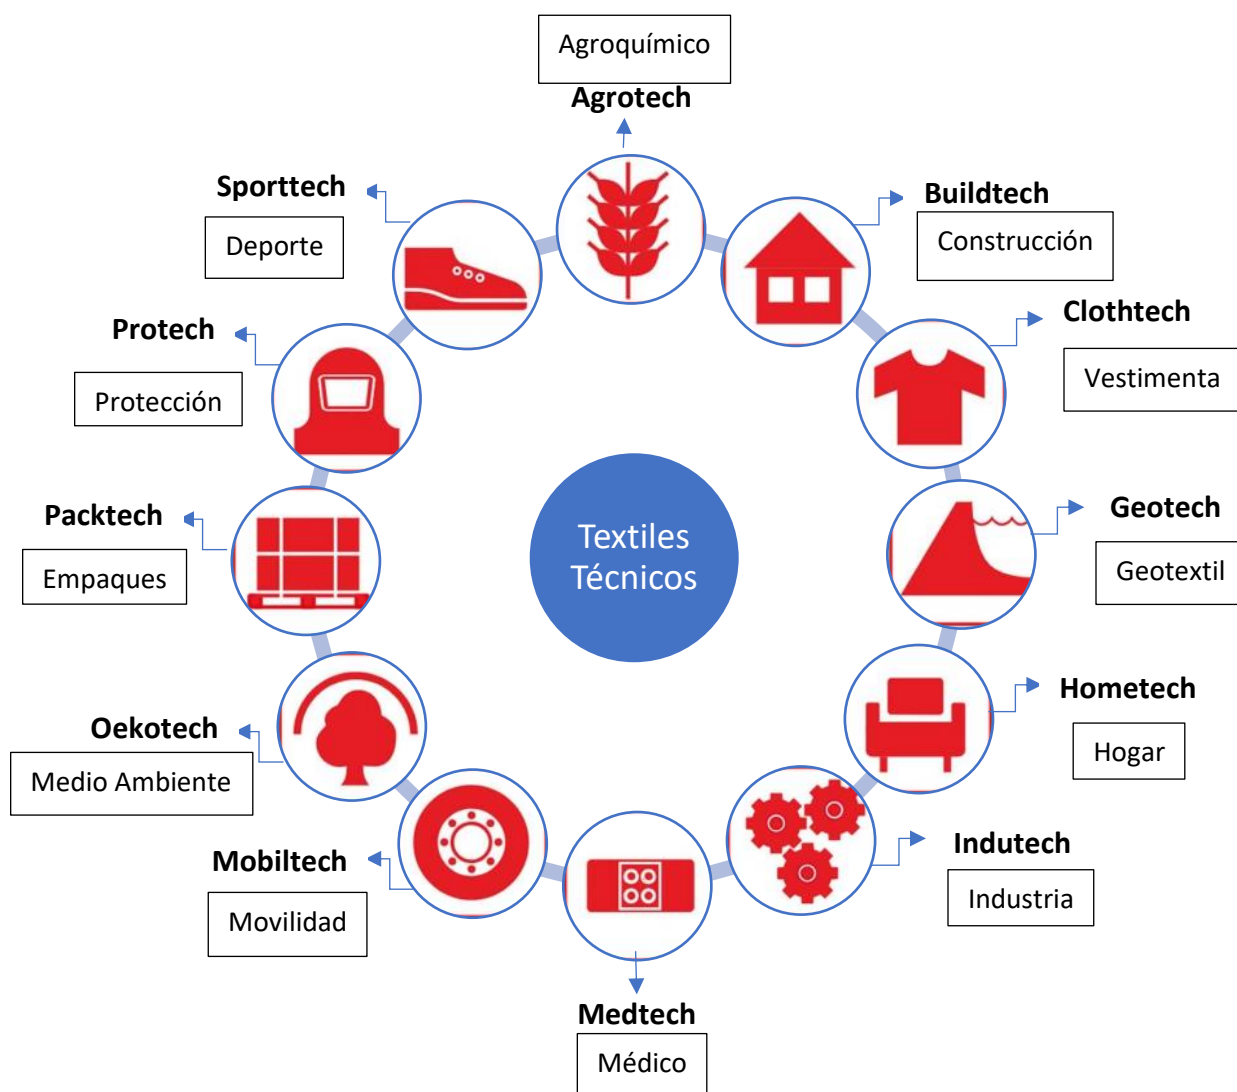 Agroquímico
Agrotech
Sporttech
Deporte
Buildtech
Construcción
Protech
Protección
Clothtech
Vestimenta
Textiles
Técnicos
Packtech
Empaques
Geotech
Geotextil
Oekotech
Medio Ambiente
Hometech
Hogar
Mobiltech
Movilidad
Indutech
Industria
Medtech
Médico